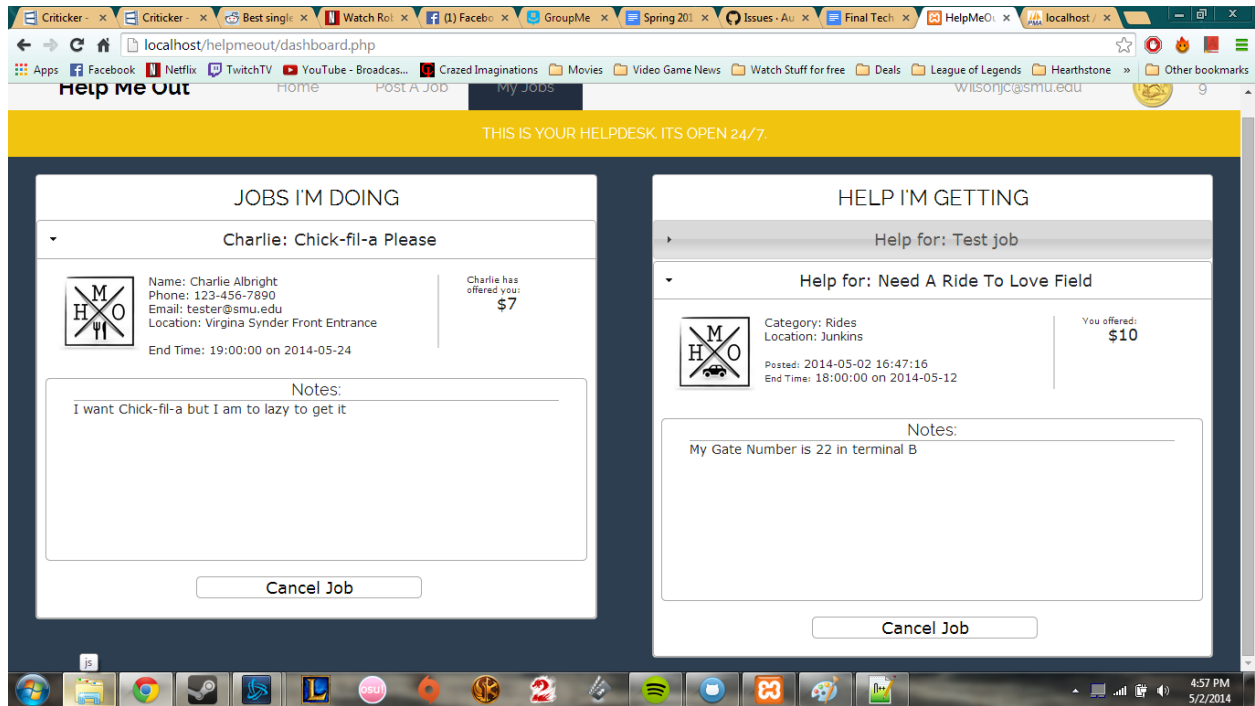 Criticker -
Criticker -
Best single
Watch Rob
(1) Facebo
GroupMe
Spring 201
Issues · Au
Final Tech
HelpMeOu
localhost /
localhost/helpmeout/dashboard.php
Apps Facebook Netflix TwitchTV YouTube - Broadcas... Crazed Imaginations Movies Video Game News Watch Stuff for free Deals League of Legends Hearthstone » Other bookmarks
Help Me Out Home Post A Job My Jobs Wilsonjc@smu.edu 9
THIS IS YOUR HELPDESK. ITS OPEN 24/7.
JOBS I'M DOING
Charlie: Chick-fil-a Please
M
H O
Name: Charlie Albright
Phone: 123-456-7890
Email: tester@smu.edu
Location: Virgina Synder Front Entrance
End Time: 19:00:00 on 2014-05-24
Charlie has
offered you:
$7
Notes:
I want Chick-fil-a but I am to lazy to get it
Cancel Job
HELP I'M GETTING
Help for: Test job
Help for: Need A Ride To Love Field
M
H O
Category: Rides
Location: Junkins
Posted: 2014-05-02 16:47:16
End Time: 18:00:00 on 2014-05-12
You offered:
$10
Notes:
My Gate Number is 22 in terminal B
Cancel Job
js
L
osu!
2
4:57 PM
5/2/2014